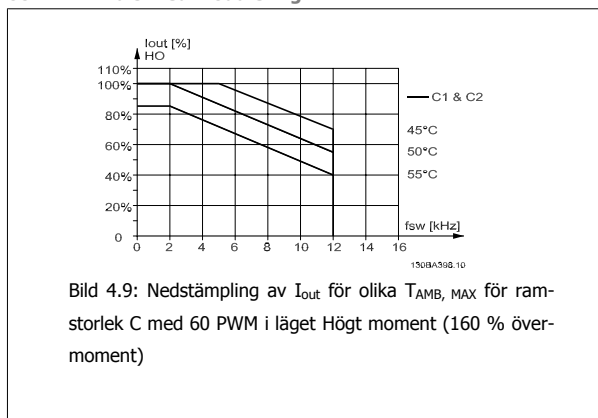 Iout [%]
HO
110%
100%
80%
60%
40%
20%
0
0 2 4 6 8 10 12 14 16
fsw [kHz]
C1 & C2
45°C
50°C
55°C
130BA398.10
Bild 4.9: Nedstämpling av Iout för olika TAMB, MAX för ram-
storlek C med 60 PWM i läget Högt moment (160 % över-
moment)